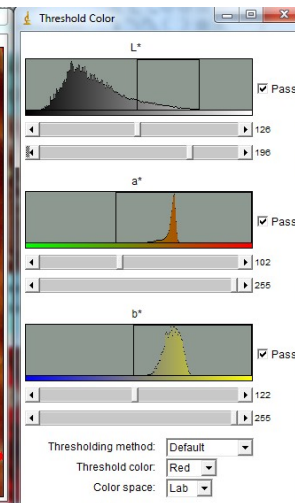 Threshold Color
L*
Pass
126
196
a*
Pass
102
255
b*
Pass
122
255
Thresholding method: Default
Threshold color: Red
Color space: Lab